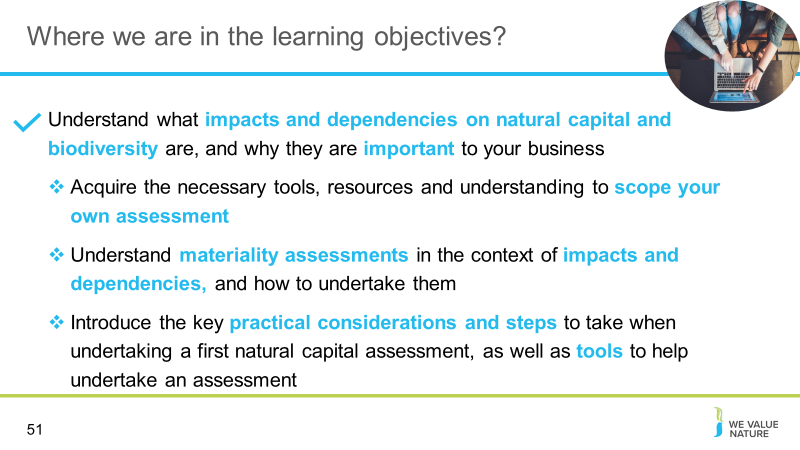 Where we are in the learning objectives?
Understand what impacts and dependencies on natural capital and
biodiversity are, and why they are important to your business
Acquire the necessary tools, resources and understanding to scope your
own assessment
Understand materiality assessments in the context of impacts and
dependencies, and how to undertake them
Introduce the key practical considerations and steps to take when
undertaking a first natural capital assessment, as well as tools to help
undertake an assessment
51
WE VALUE
NATURE